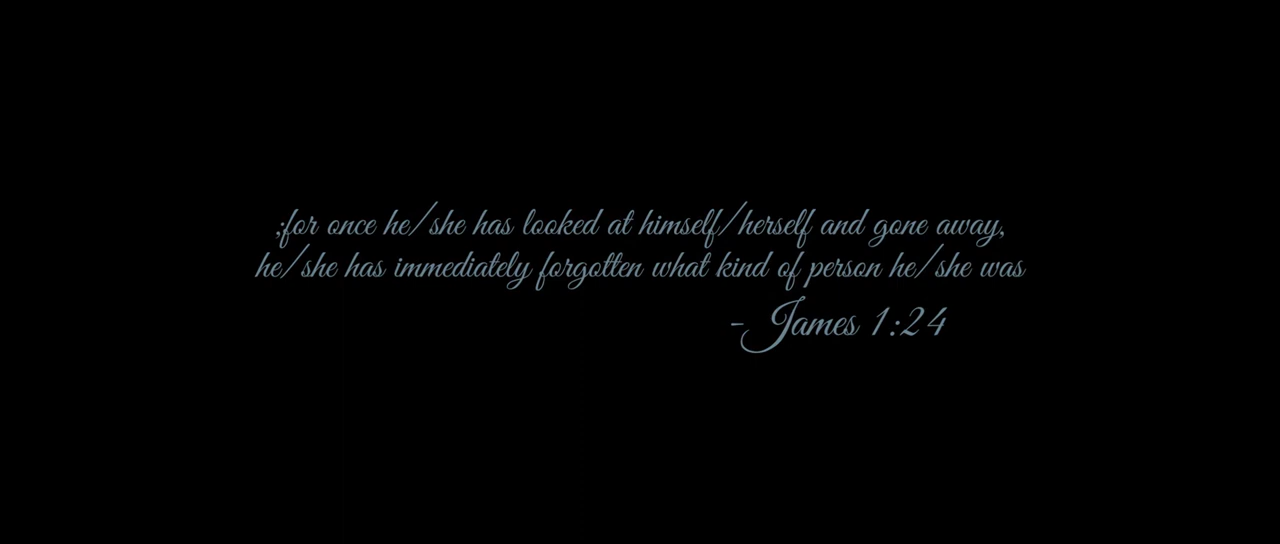 ;for once he/she has looked at himself/herself and gone away,
he/she has immediately forgotten what kind of person he/she was
-James 1:24